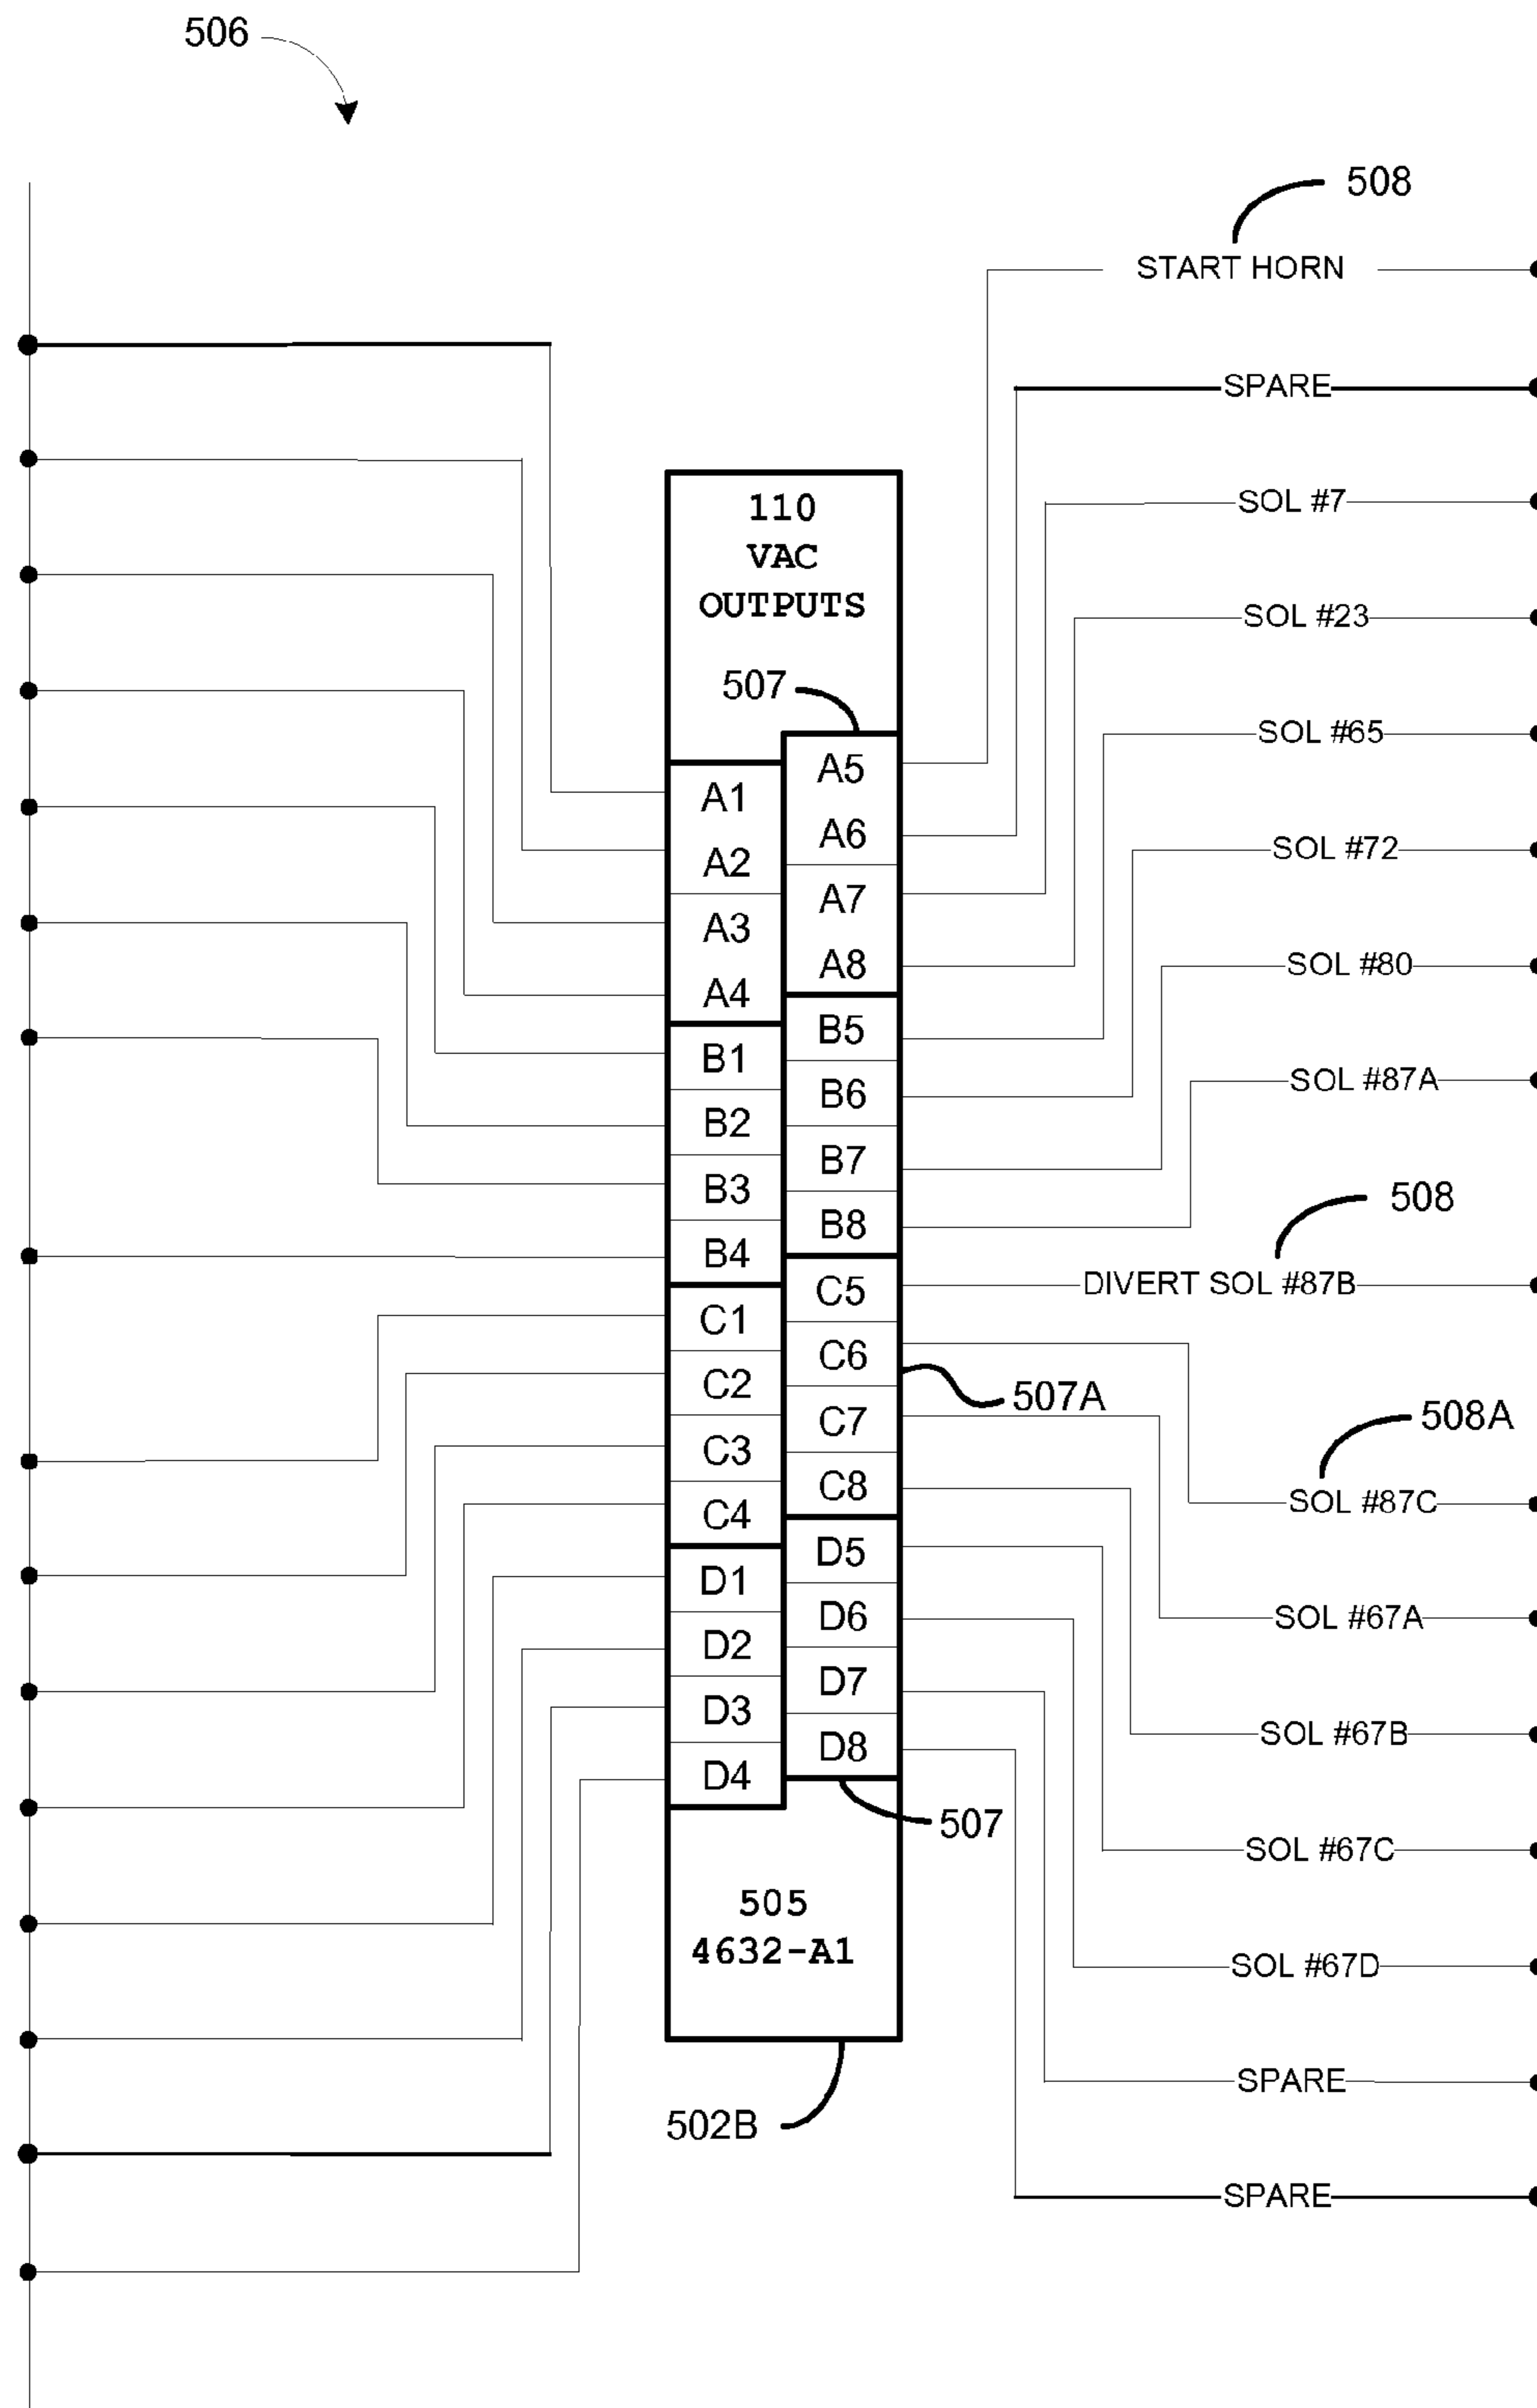 506
508
START HORN
SPARE
SOL #7
SOL #23
SOL #65
SOL #72
SOL #80
SOL #87A
508
DIVERT SOL #87B
507A
508A
SOL #87C
SOL #67A
SOL #67B
SOL #67C
SOL #67D
SPARE
SPARE
110
VAC
OUTPUTS
507
A5
A1
A6
A2
A7
A3
A8
A4
B5
B1
B6
B2
B7
B3
B8
B4
C5
C1
C6
C2
C7
C3
C8
C4
D5
D1
D6
D2
D7
D3
D8
D4
507
505
4632-A1
502B